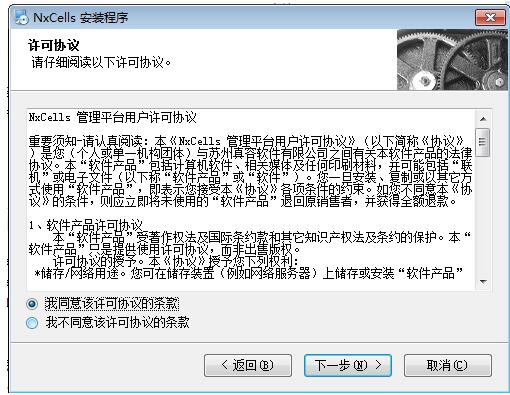 NxCells 安装程序
许可协议
请仔细阅读以下许可协议。
NxCells 管理平台用户许可协议
重要须知-请认真阅读：本《NxCells 管理平台用户许可协议》（以下简称《协议》
）是您（个人或单一机构团体）与苏州真容软件有限公司之间有关本软件产品的法律
协议。本“软件产品”包括计算机软件、相关媒体及任何印刷材料，并可能包括“联
机”或电子文件（以下称“软件产品”或“软件”）。您一旦安装、复制或以其它方
式使用“软件产品”，即表示您接受本《协议》各项条件的约束。如您不同意本《协
议》的条件，则应立即将未使用的“软件产品”退回原销售者，并获得全额退款。
1、软件产品许可协议
本“软件产品”受著作权法及国际条约款和其它知识产权法及条约的保护。本“
软件产品”只是提供使用许可协议，而非出售版权。
许可协议的授予。本《协议》授予您下列权利：
*储存/网络用途。您可在储存装置（例如网络服务器）上储存或安装“软件产品”
我同意该许可协议的条款
我不同意该许可协议的条款
< 返回(B)
下一步(N) >
取消(C)